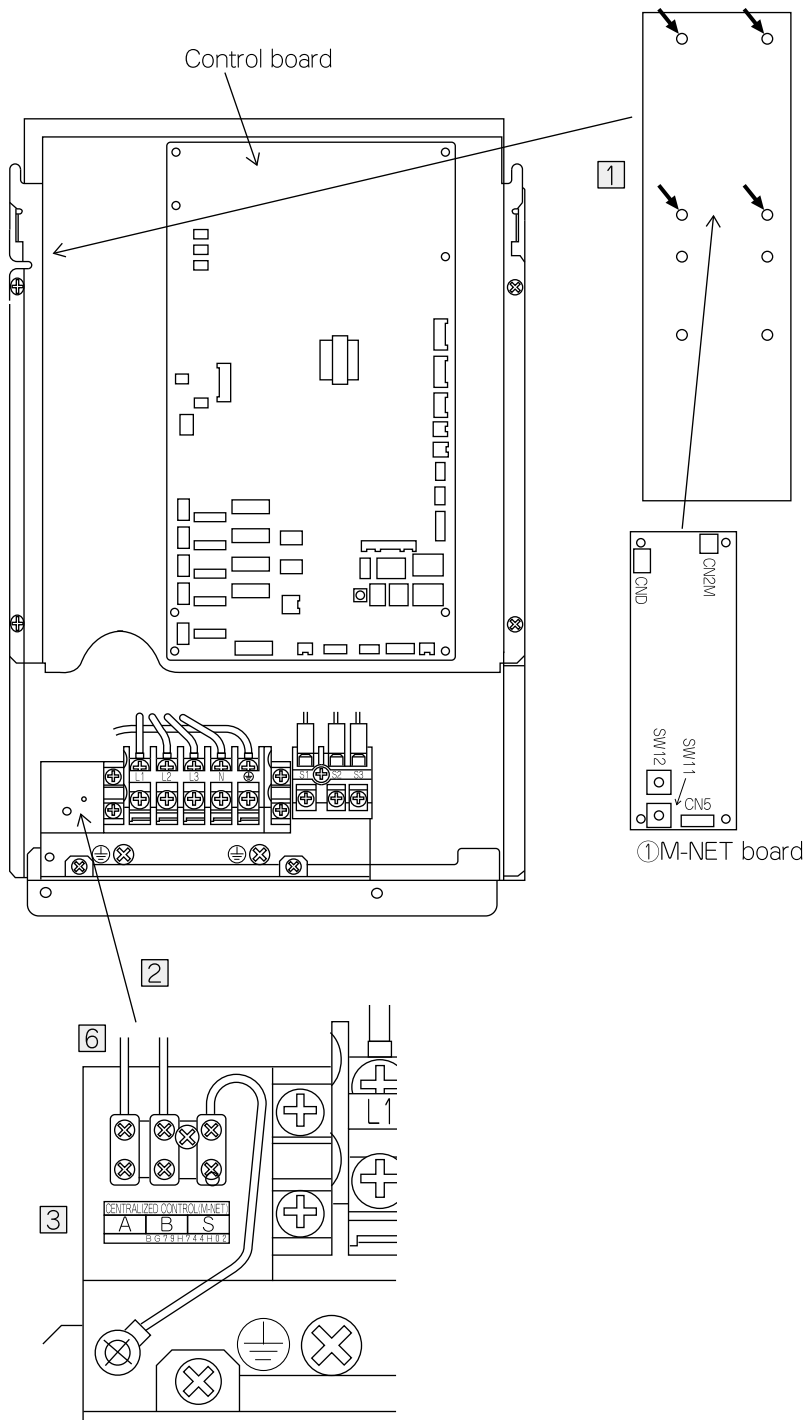 Control board
1
CND
CN2M
SW12
SW11
CN5
①M-NET board
L1 L2 L3 N
S1 S2 S3
2
6
L1
3
CENTRALIZED CONTROL(M-NET)
A B S
BG79H744H02